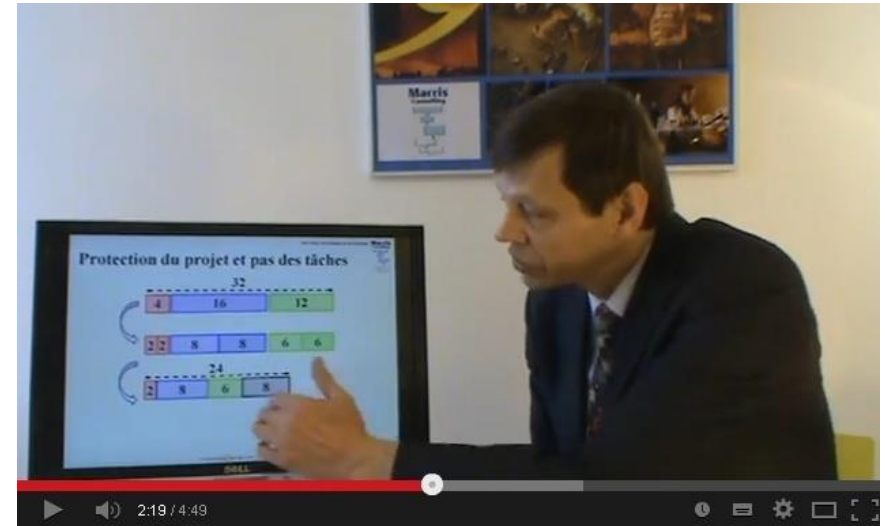 Marris
Consulting
Marris
Protection du projet et pas des tâches
32
4 16 12
2 2 8 8 6 6
24
2 8 6 8
DELL
2:19 / 4:49